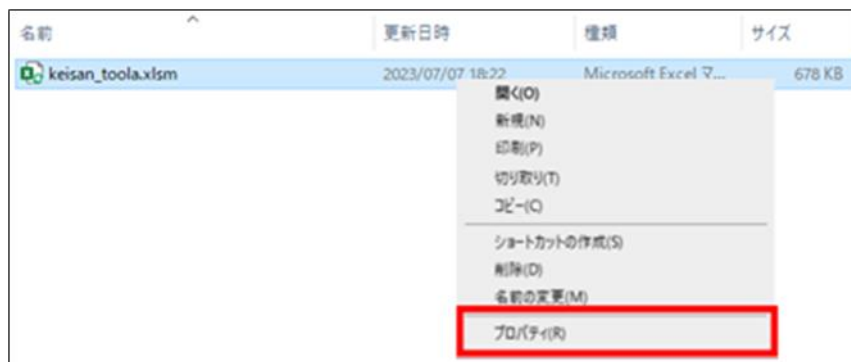 名前 更新日時 種類 サイズ
keisan_toola.xlsm 2023/07/07 18:22 Microsoft Excel マ... 678 KB
開く(O)
新規(N)
印刷(P)
切り取り(T)
コピー(C)
ショートカットの作成(S)
削除(D)
名前の変更(M)
プロパティ(R)